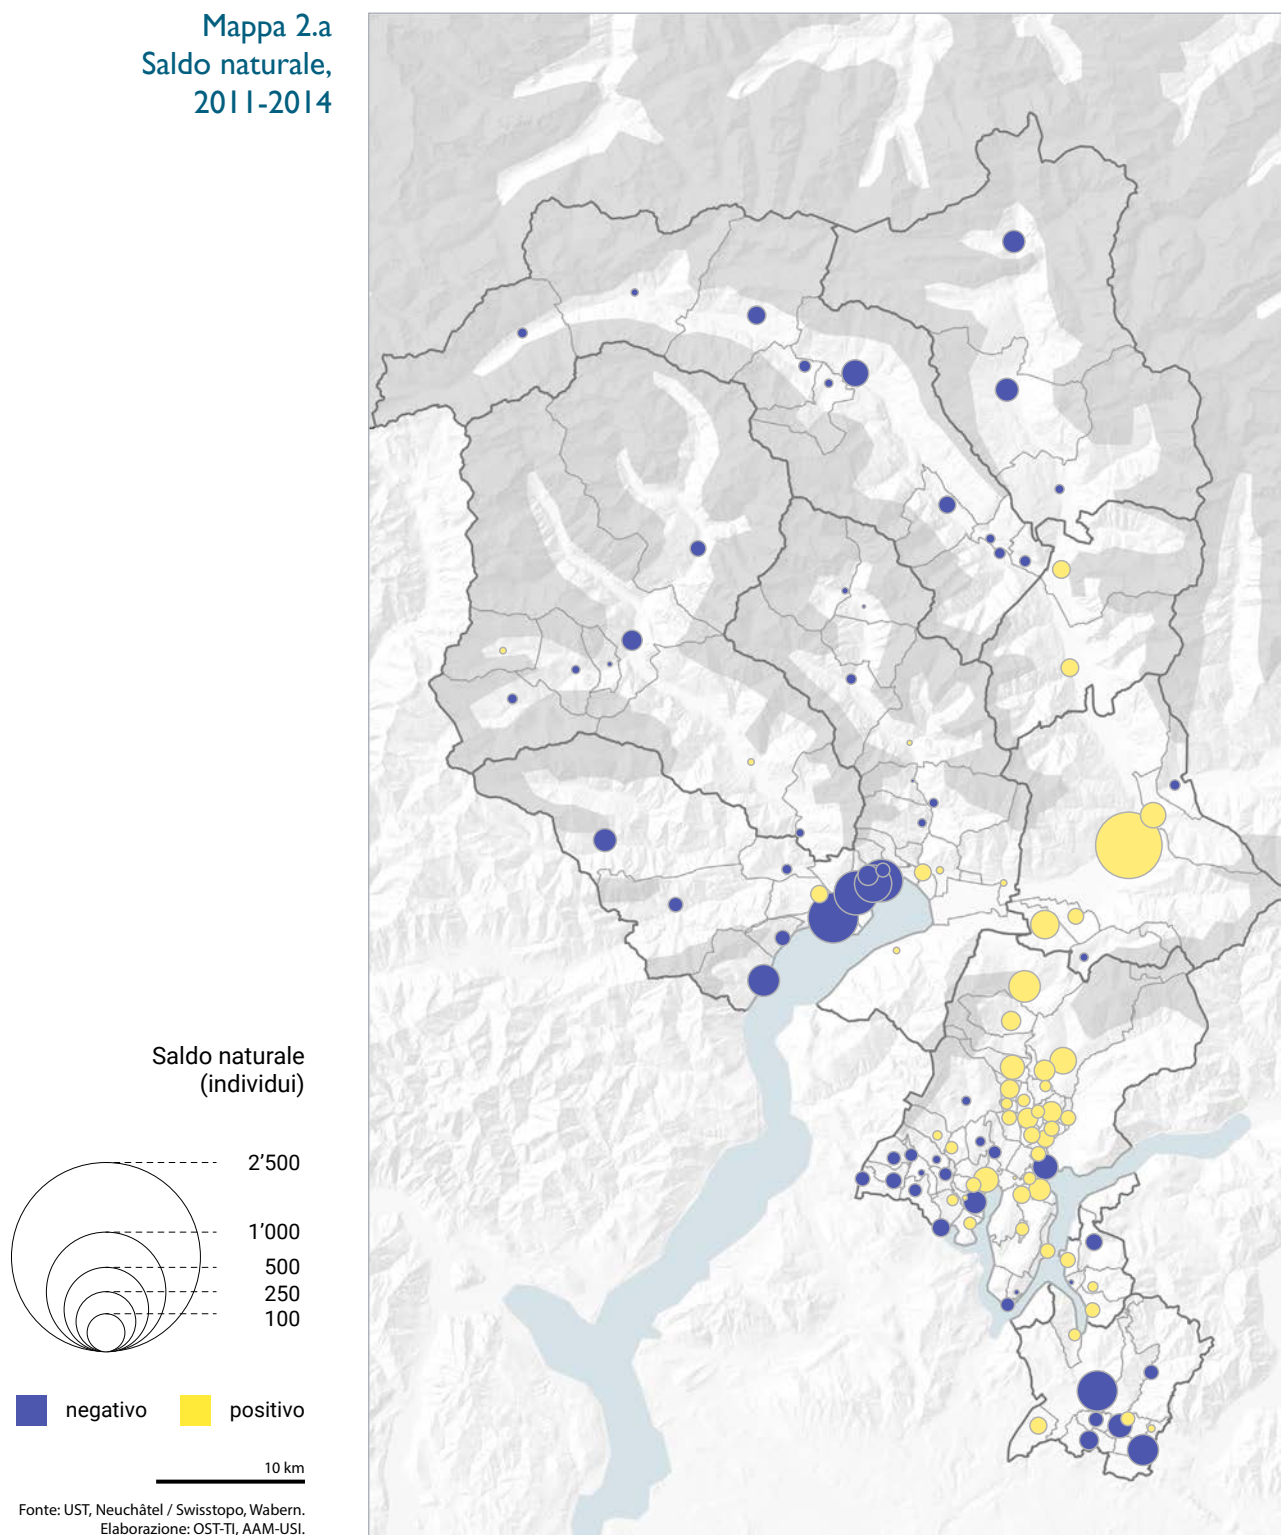 Mappa 2.a
Saldo naturale,
2011-2014
Saldo naturale
(individui)
2’500
1’000
500
250
100
negativo
positivo
10 km
Fonte: UST, Neuchâtel / Swisstopo, Wabern.
Elaborazione: OST-TI, AAM-USI.